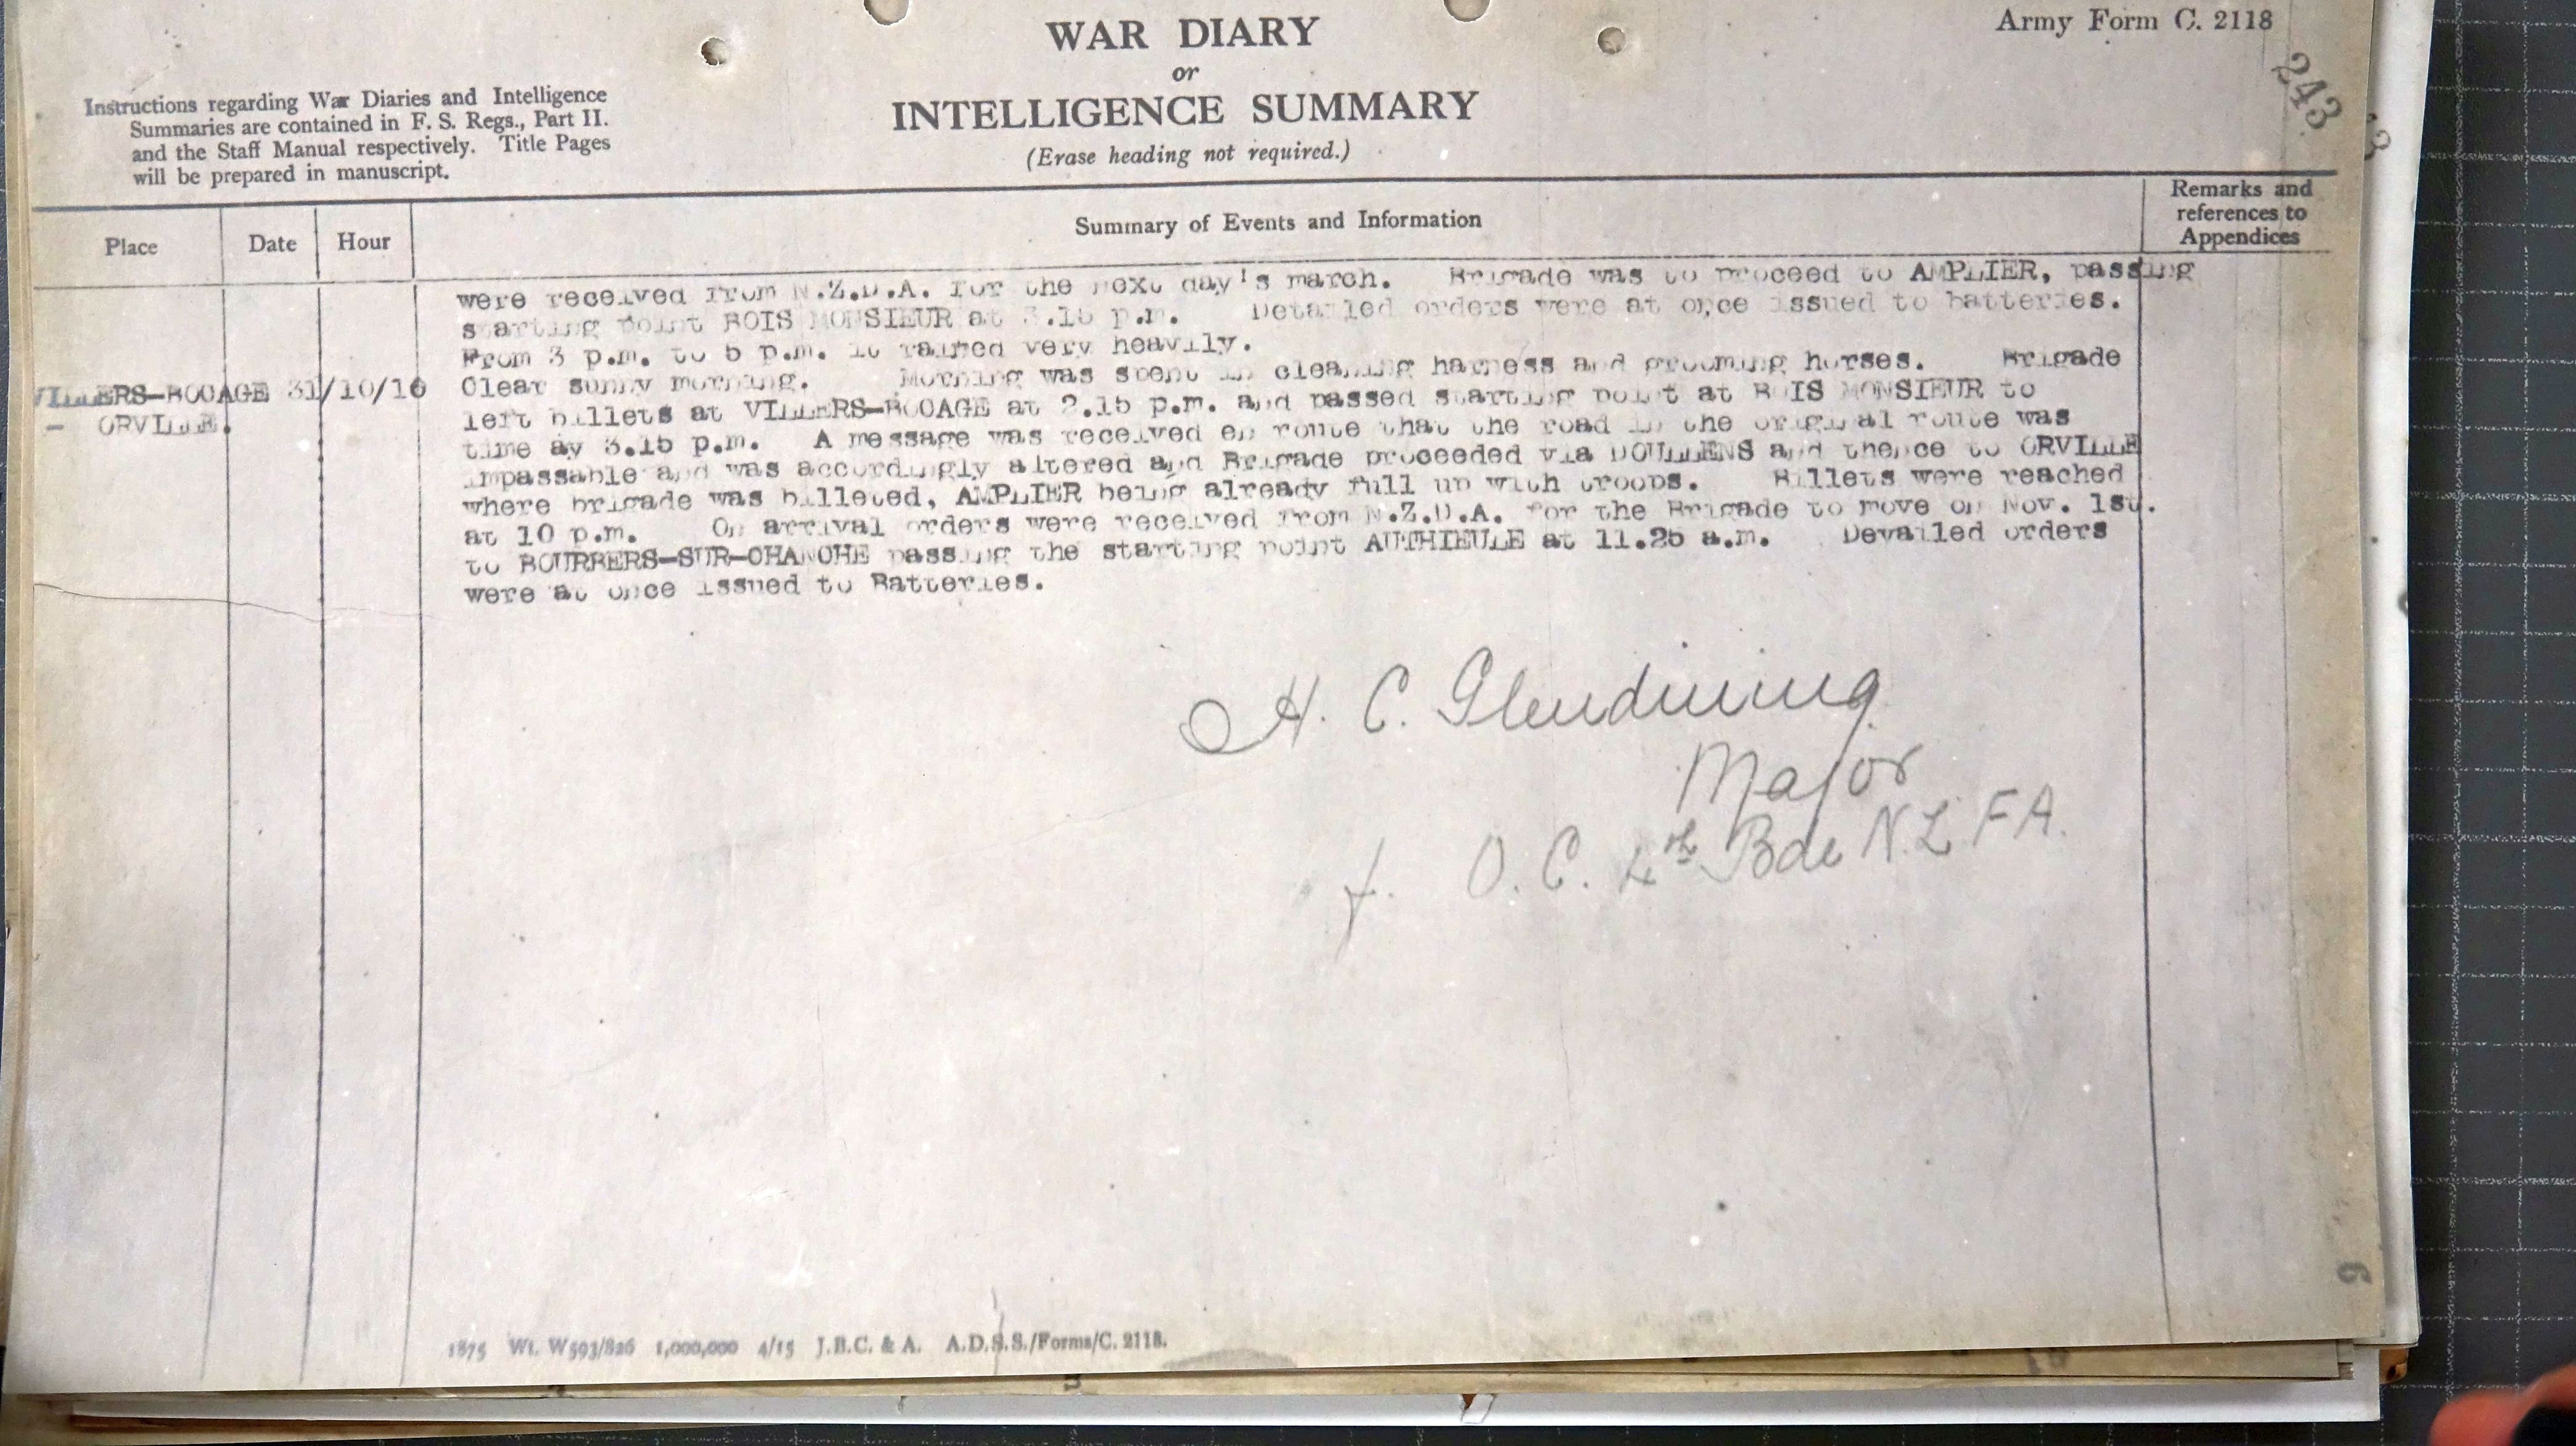 WAR DIARY
or
INTELLIGENCE SUMMARY
(Erase heading not required.)
Army Form C. 2118
243
Instructions regarding War Diaries and Intelligence
Summaries are contained in F. S. Regs., Part II.
and the Staff Manual respectively. Title Pages
will be prepared in manuscript.
Place
Date
Hour
Summary of Events and Information
Remarks and
references to
Appendices
were received from N.Z.D.A. for the next day's march. Brigade was to proceed to AMPLIER, passing
starting point BOIS MONSIEUR at 3.15 p.m. Detailed orders were at once issued to batteries.
From 3 p.m. to 5 p.m. it rained very heavily.
VILLERS-BOCAGE 31/10/16 Clear sunny morning. Morning was spent in cleaning harness and grooming horses. Brigade
- ORVILLE. left billets at VILLERS-BOCAGE at 2.15 p.m. and passed starting point at BOIS MONSIEUR to
time ay 3.15 p.m. A message was received en route that the road in the original route was
impassable and was accordingly altered and Brigade proceeded via DOULLENS and thence to ORVILLE
where brigade was billeted, AMPLIER being already full up with troops. Billets were reached
at 10 p.m. On arrival orders were received from N.Z.D.A. for the Brigade to move on Nov. 1st.
to BOURRERS-SUR-CHANCHE passing the starting point AUTHIEULE at 11.25 a.m. Devailed orders
were at once issued to Batteries.
H. C. Glendining
Major
f. O. C. 4th Bde N.Z F A.
1875 Wt. W593/826 1,000,000 4/15 J.B.C. & A. A.D.S.S./Forms/C. 2118.